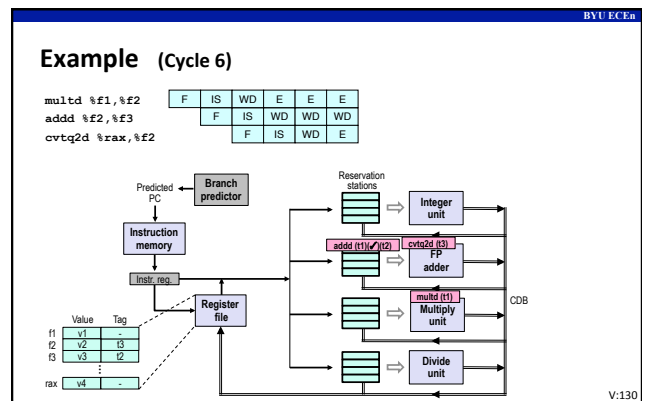 BYU ECEn
Example (Cycle 6)
multd %f1,%f2 F IS WD E E E
addd %f2,%f3 F IS WD WD WD
cvtq2d %rax,%f2 F IS WD E
Predicted PC
Branch predictor
Instruction memory
Instr. reg.
Register file
Value Tag
f1 v1 -
f2 v2 t3
f3 v3 t2
⋮
rax v4 -
Reservation stations
Integer unit
addd (t1)(✓)(t2)
cvtq2d (t3)
FP adder
multd (t1)
Multiply unit
Divide unit
CDB
V:130